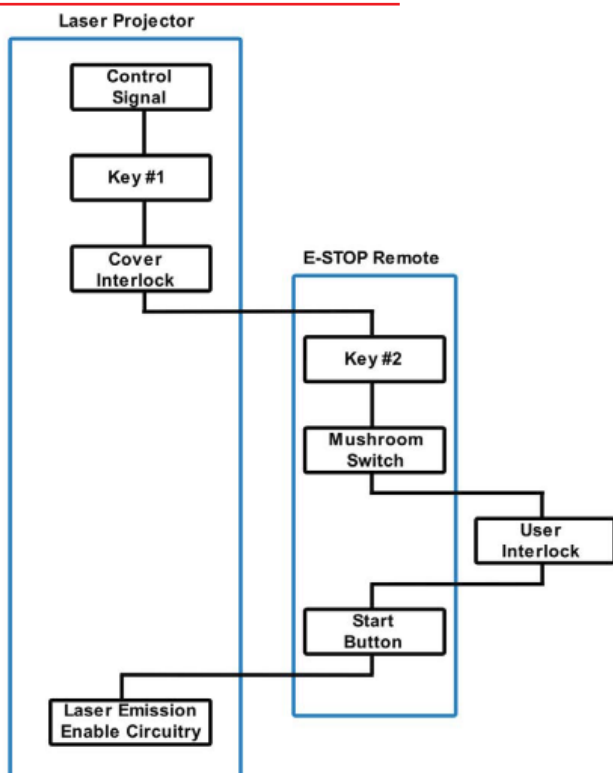 Laser Projector
Control
Signal
Key #1
Cover
Interlock
E-STOP Remote
Key #2
Mushroom
Switch
User
Interlock
Start
Button
Laser Emission
Enable Circuitry